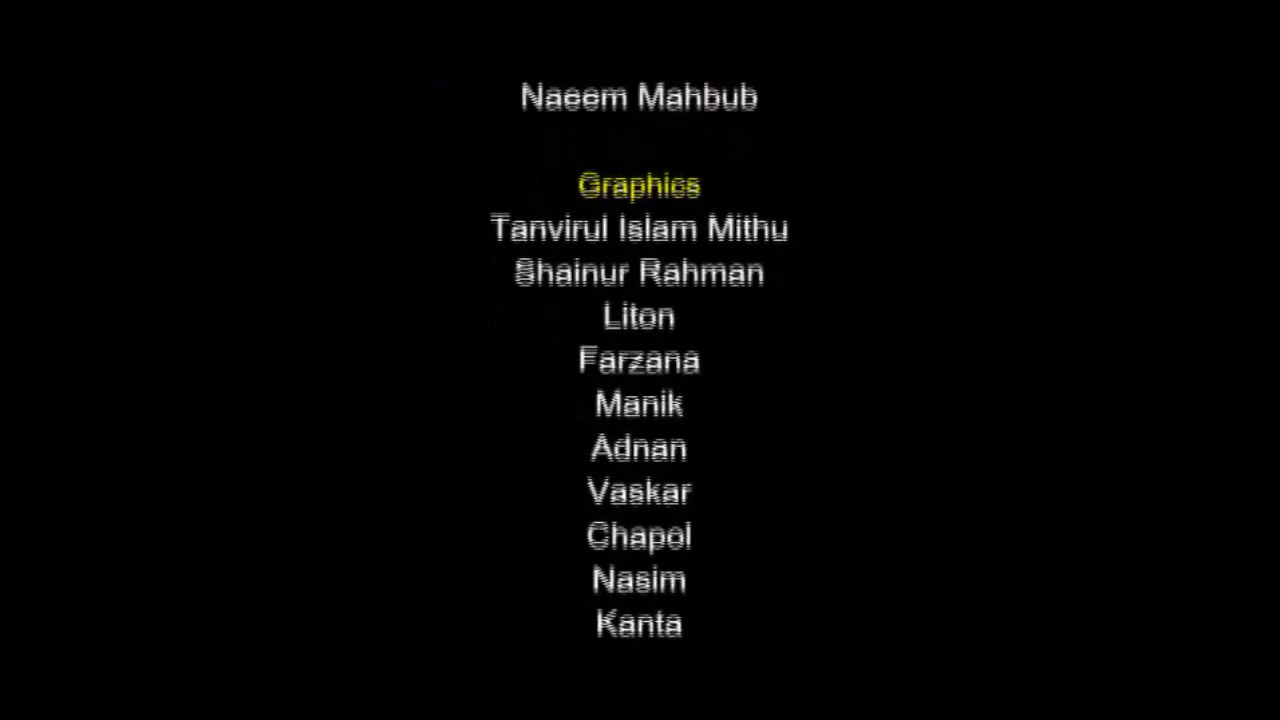 Naeem Mahbub
Graphics
Tanvirul Islam Mithu
Shainur Rahman
Liton
Farzana
Manik
Adnan
Vaskar
Chapol
Nasim
Kanta